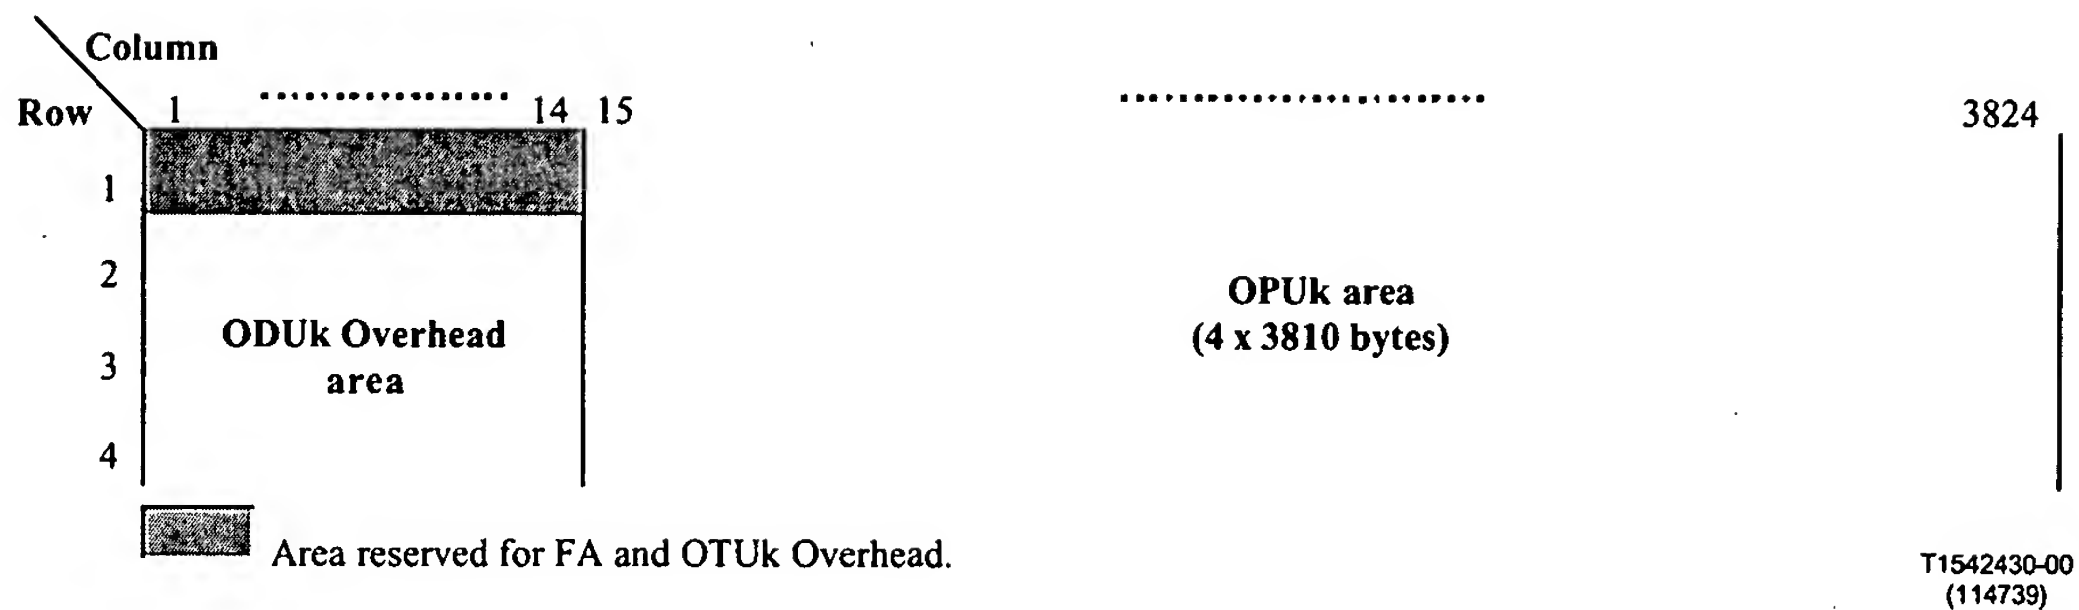 Column
Row 1 ................. 14 15 ......................... 3824
1
2
ODUk Overhead
area
3
4
OPUk area
(4 x 3810 bytes)
Area reserved for FA and OTUk Overhead.
T1542430-00
(114739)